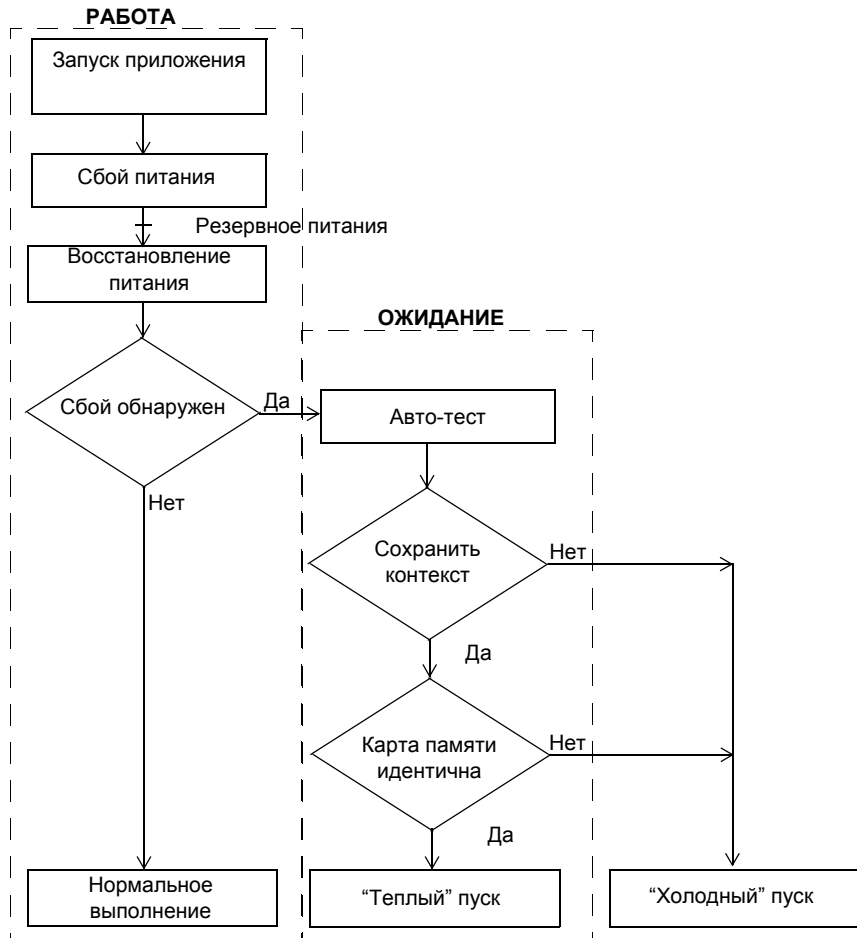 РАБОТА
Запуск приложения
Сбой питания
Резервное питания
Восстановление
питания
ОЖИДАНИЕ
Сбой обнаружен
Да
Авто-тест
Нет
Сохранить
контекст
Нет
Да
Карта памяти
идентична
Нет
Да
Нормальное
выполнение
“Теплый” пуск
“Холодный” пуск